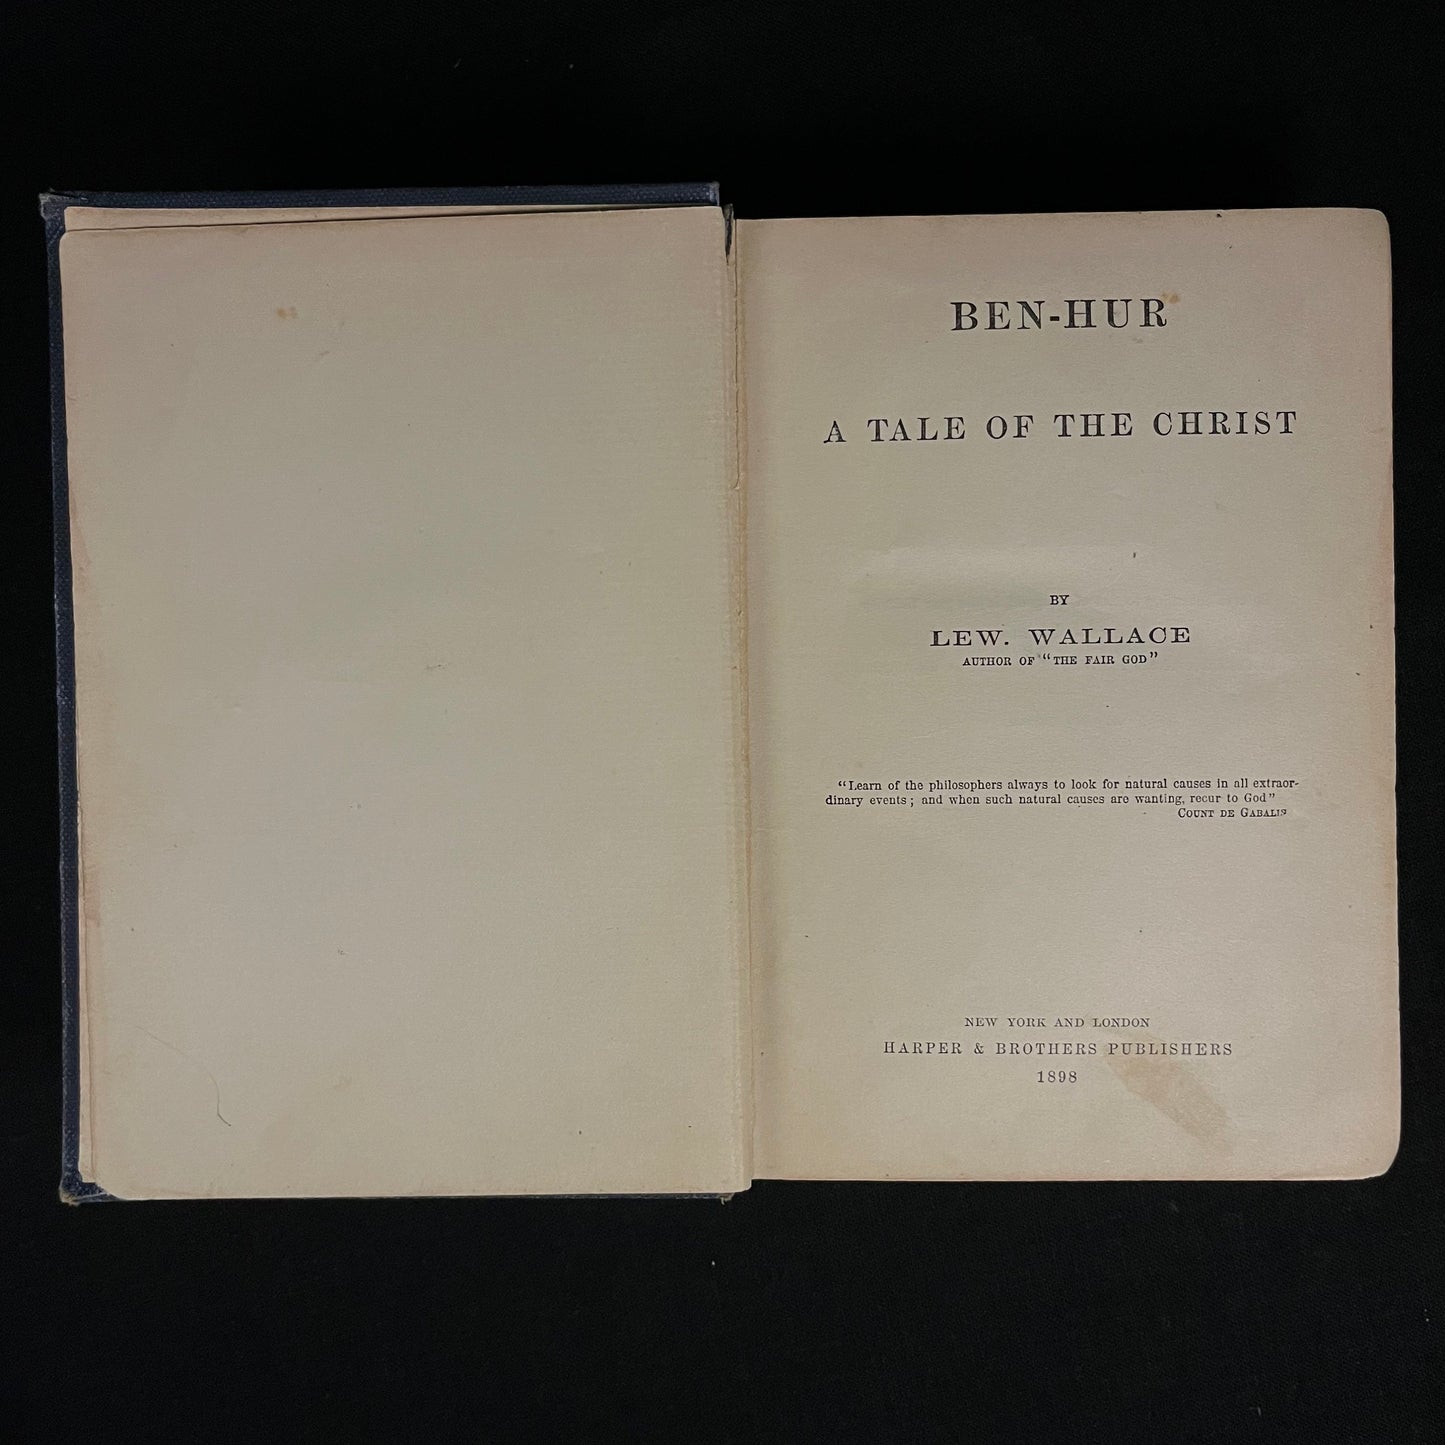 BEN-HUR
A TALE OF THE CHRIST
BY
LEW. WALLACE
AUTHOR OF "THE FAIR GOD"
"Learn of the philosophers always to look for natural causes in all extraor-
dinary events; and when such natural causes are wanting, recur to God"
COUNT DE GABALIS
NEW YORK AND LONDON
HARPER & BROTHERS PUBLISHERS
1898